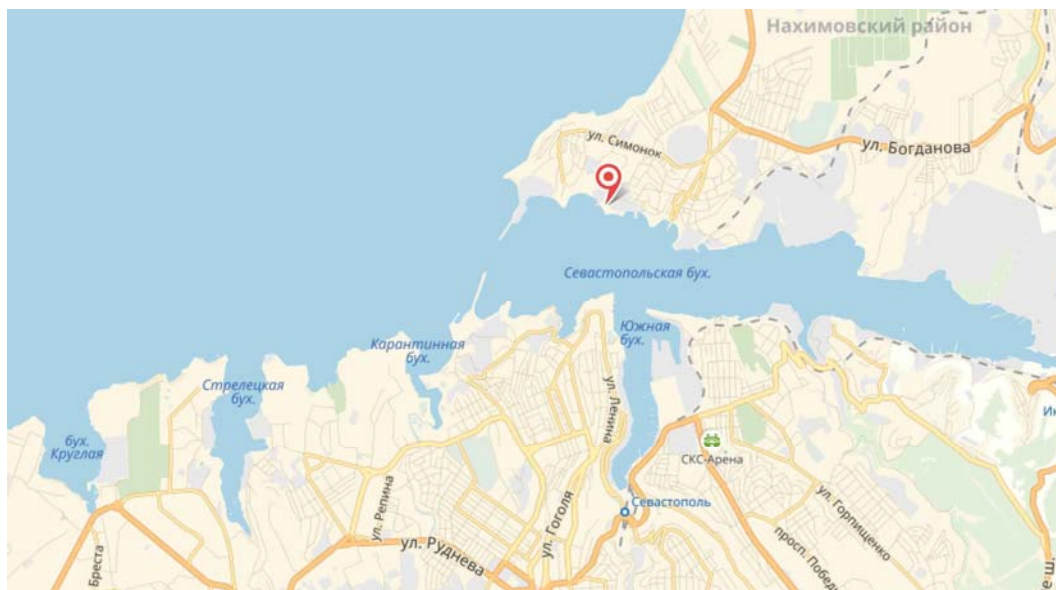 Нахимовский район
ул. Симонок
ул. Богданова
Севастопольская бух.
Южная
бух.
Карантинная
бух.
Стрелецкая
бух.
ул. Ленина
бух.
Круглая
СКС-Арена
ул. Репина
ул. Гоголя
Севастополь
ул. Горпищенко
ул. Руднева
просп. Победы
Бреста